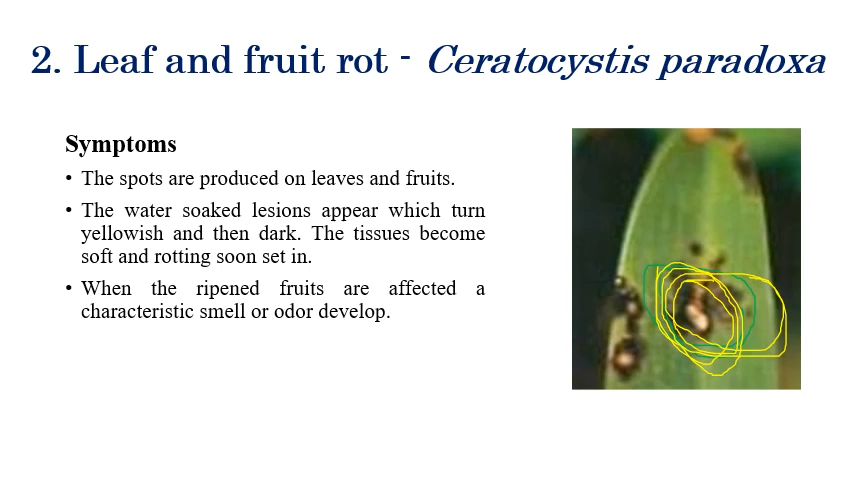 2. Leaf and fruit rot - Ceratocystis paradoxa
Symptoms
• The spots are produced on leaves and fruits.
• The water soaked lesions appear which turn
yellowish and then dark. The tissues become
soft and rotting soon set in.
• When the ripened fruits are affected a
characteristic smell or odor develop.